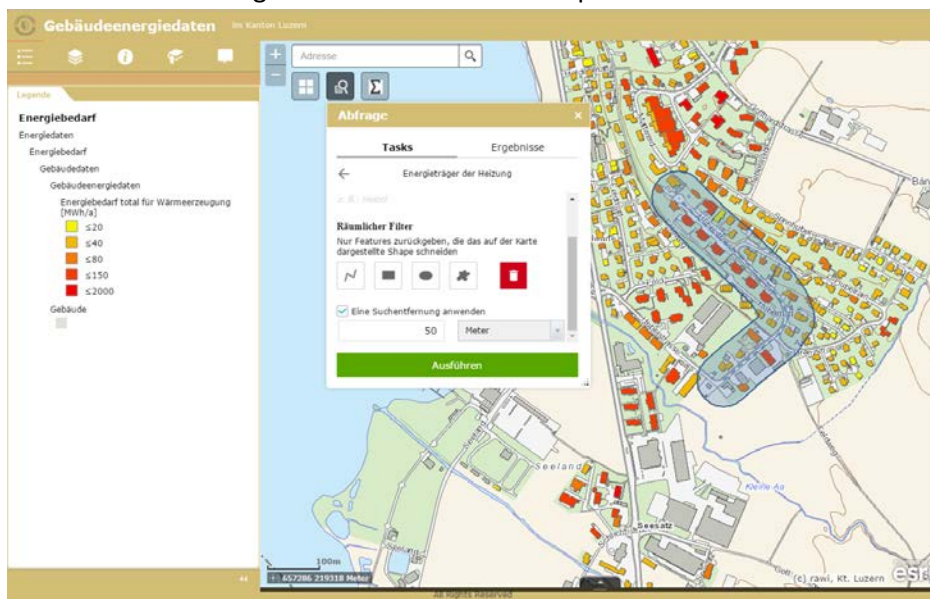 Gebäudeenergiedaten im Kanton Luzern
Legende
Energiebedarf
Energiedaten
Energiebedarf
Gebäudedaten
Gebäudeenergiedaten
Energiebedarf total für Wärmeerzeugung
[MWh/a]
≤20
≤40
≤80
≤150
≤2000
Gebäude
Adresse
Abfrage
Tasks Ergebnisse
Energieträger der Heizung
Räumlicher Filter
Nur Features zurückgeben, die das auf der Karte
dargestellte Shape schneiden
Eine Suchentfernung anwenden
50 Meter
Ausführen
Seeland
Seesatz
Kleine Aa
100m
657286 219318 Meter
(c) rawi, Kt. Luzern
esri
All Rights Reserved